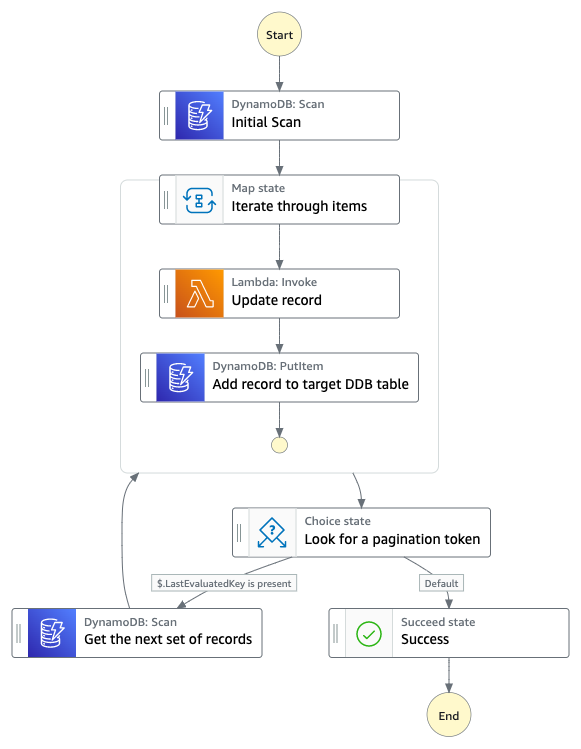 Start
DynamoDB: Scan
Initial Scan
Map state
Iterate through items
Lambda: Invoke
Update record
DynamoDB: PutItem
Add record to target DDB table
Choice state
Look for a pagination token
$.LastEvaluatedKey is present
Default
DynamoDB: Scan
Get the next set of records
Succeed state
Success
End